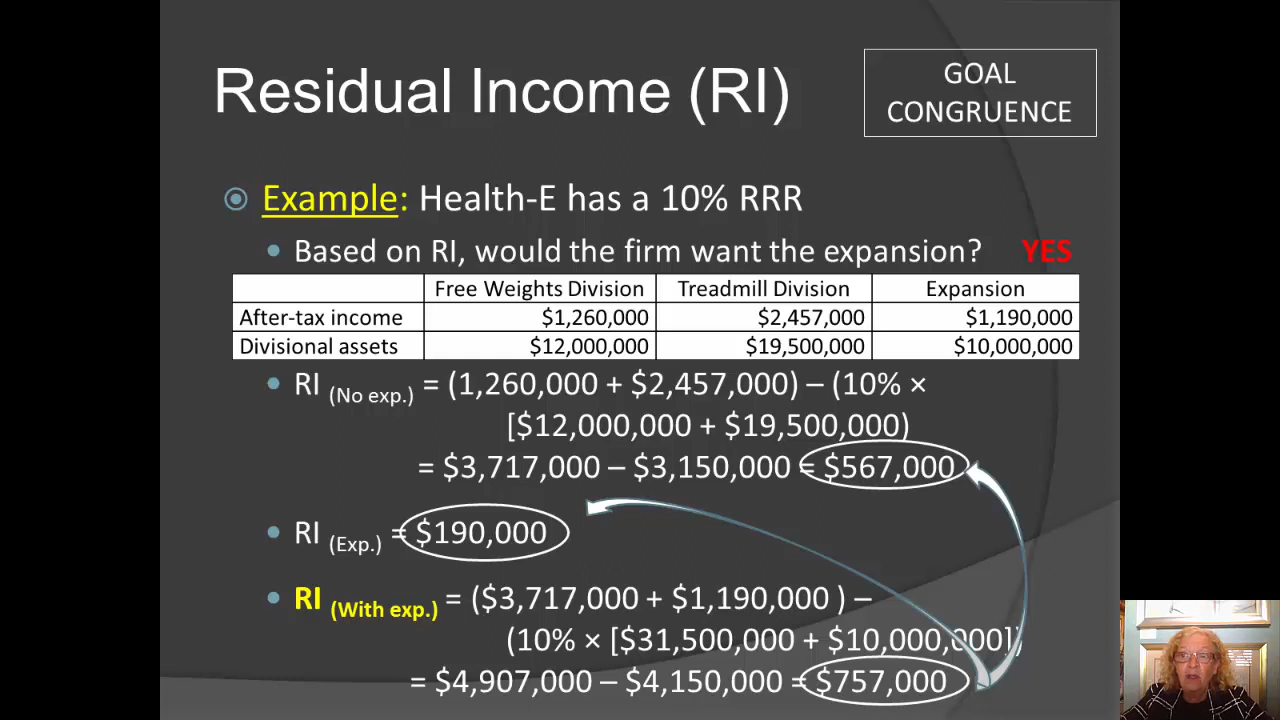 Residual Income (RI)
GOAL
CONGRUENCE
Example: Health-E has a 10% RRR
Based on RI, would the firm want the expansion? YES
Free Weights Division Treadmill Division Expansion
After-tax income $1,260,000 $2,457,000 $1,190,000
Divisional assets $12,000,000 $19,500,000 $10,000,000
RI (No exp.) = (1,260,000 + $2,457,000) – (10% ×
[$12,000,000 + $19,500,000)
= $3,717,000 – $3,150,000 = $567,000
RI (Exp.) = $190,000
RI (With exp.) = ($3,717,000 + $1,190,000 ) –
(10% × [$31,500,000 + $10,000,000])
= $4,907,000 – $4,150,000 = $757,000